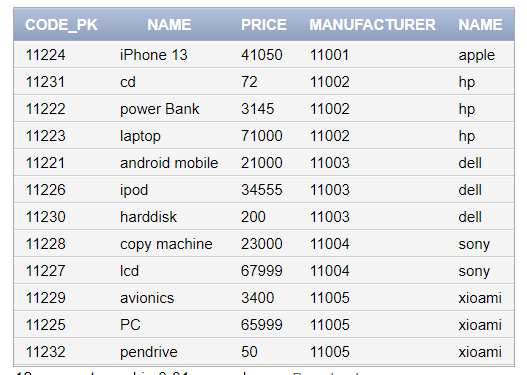 CODE_PK NAME PRICE MANUFACTURER NAME
11224 iPhone 13 41050 11001 apple
11231 cd 72 11002 hp
11222 power Bank 3145 11002 hp
11223 laptop 71000 11002 hp
11221 android mobile 21000 11003 dell
11226 ipod 34555 11003 dell
11230 harddisk 200 11003 dell
11228 copy machine 23000 11004 sony
11227 lcd 67999 11004 sony
11229 avionics 3400 11005 xioami
11225 PC 65999 11005 xioami
11232 pendrive 50 11005 xioami